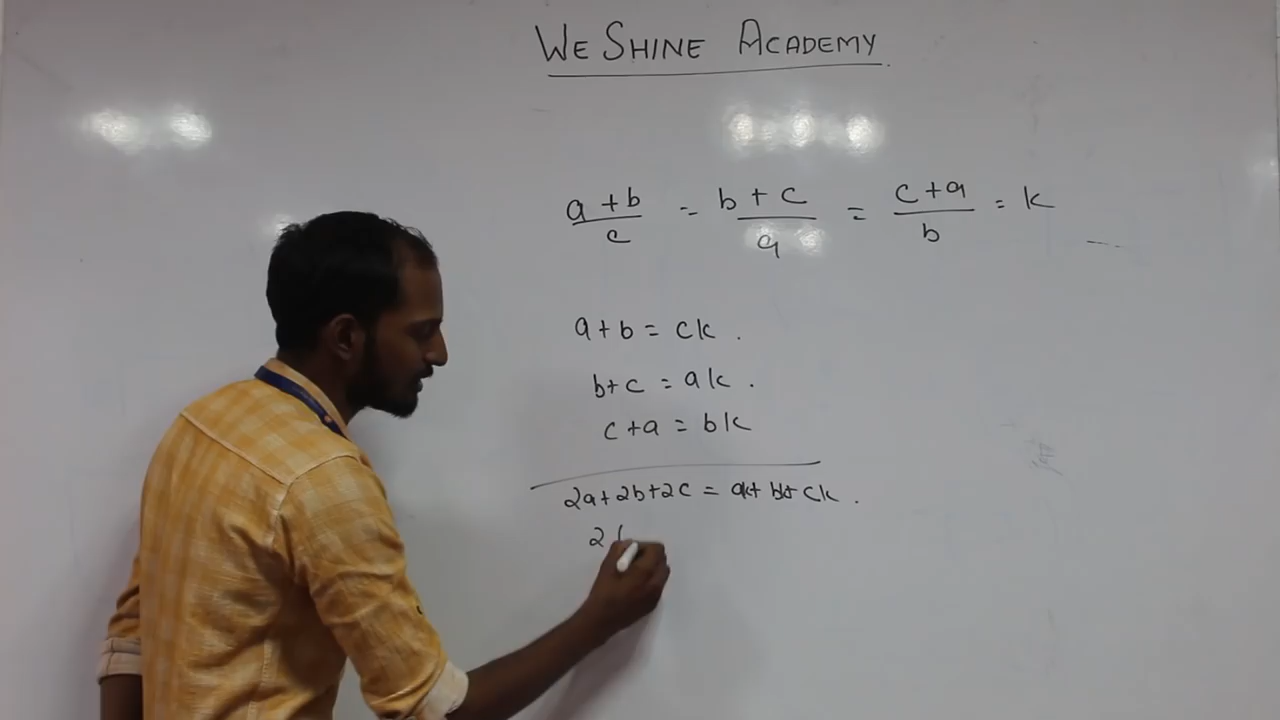 WE SHINE ACADEMY
a+b/c = b+c/a = c+a/b = k
a+b = ck .
b+c = ak .
c+a = bk
2a+2b+2c = ak+ bk+ ck .
2 (